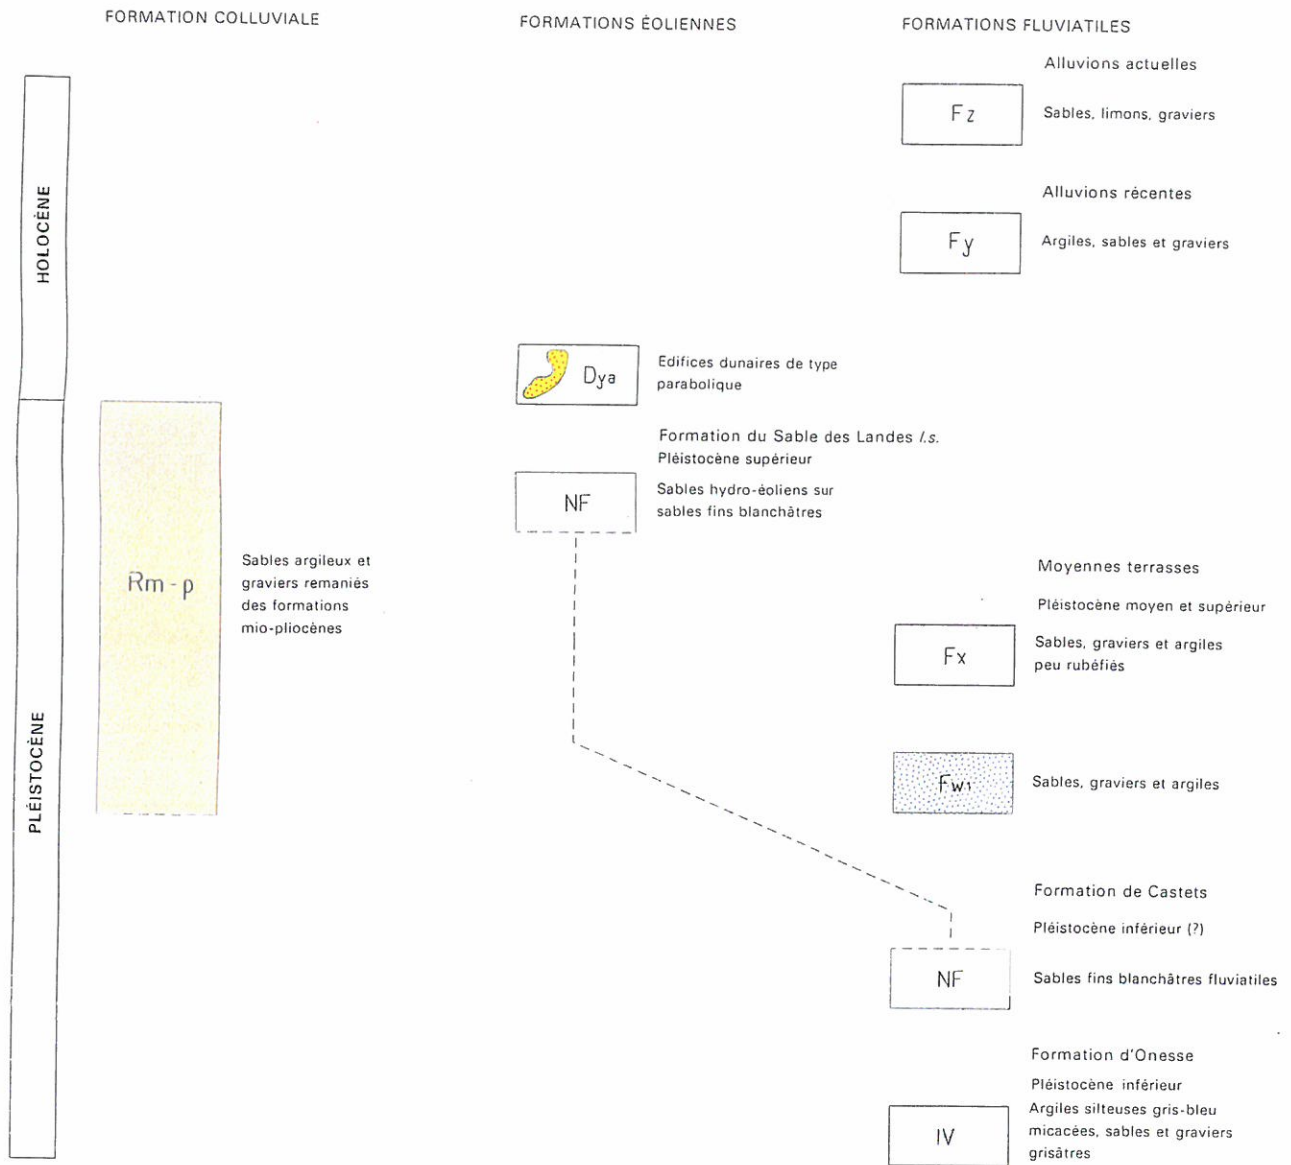 FORMATION COLLUVIALE
FORMATIONS ÉOLIENNES
FORMATIONS FLUVIATILES
HOLOCÈNE
PLÉISTOCÈNE
Rm - p
Sables argileux et
graviers remaniés
des formations
mio-pliocènes
Dya
Edifices dunaires de type
parabolique
Formation du Sable des Landes l.s.
Pléistocène supérieur
NF
Sables hydro-éoliens sur
sables fins blanchâtres
Alluvions actuelles
Fz
Sables, limons, graviers
Alluvions récentes
Fy
Argiles, sables et graviers
Moyennes terrasses
Pléistocène moyen et supérieur
Fx
Sables, graviers et argiles
peu rubéfiés
Fw1
Sables, graviers et argiles
Formation de Castets
Pléistocène inférieur (?)
NF
Sables fins blanchâtres fluviatiles
Formation d'Onesse
Pléistocène inférieur
IV
Argiles silteuses gris-bleu
micacées, sables et graviers
grisâtres